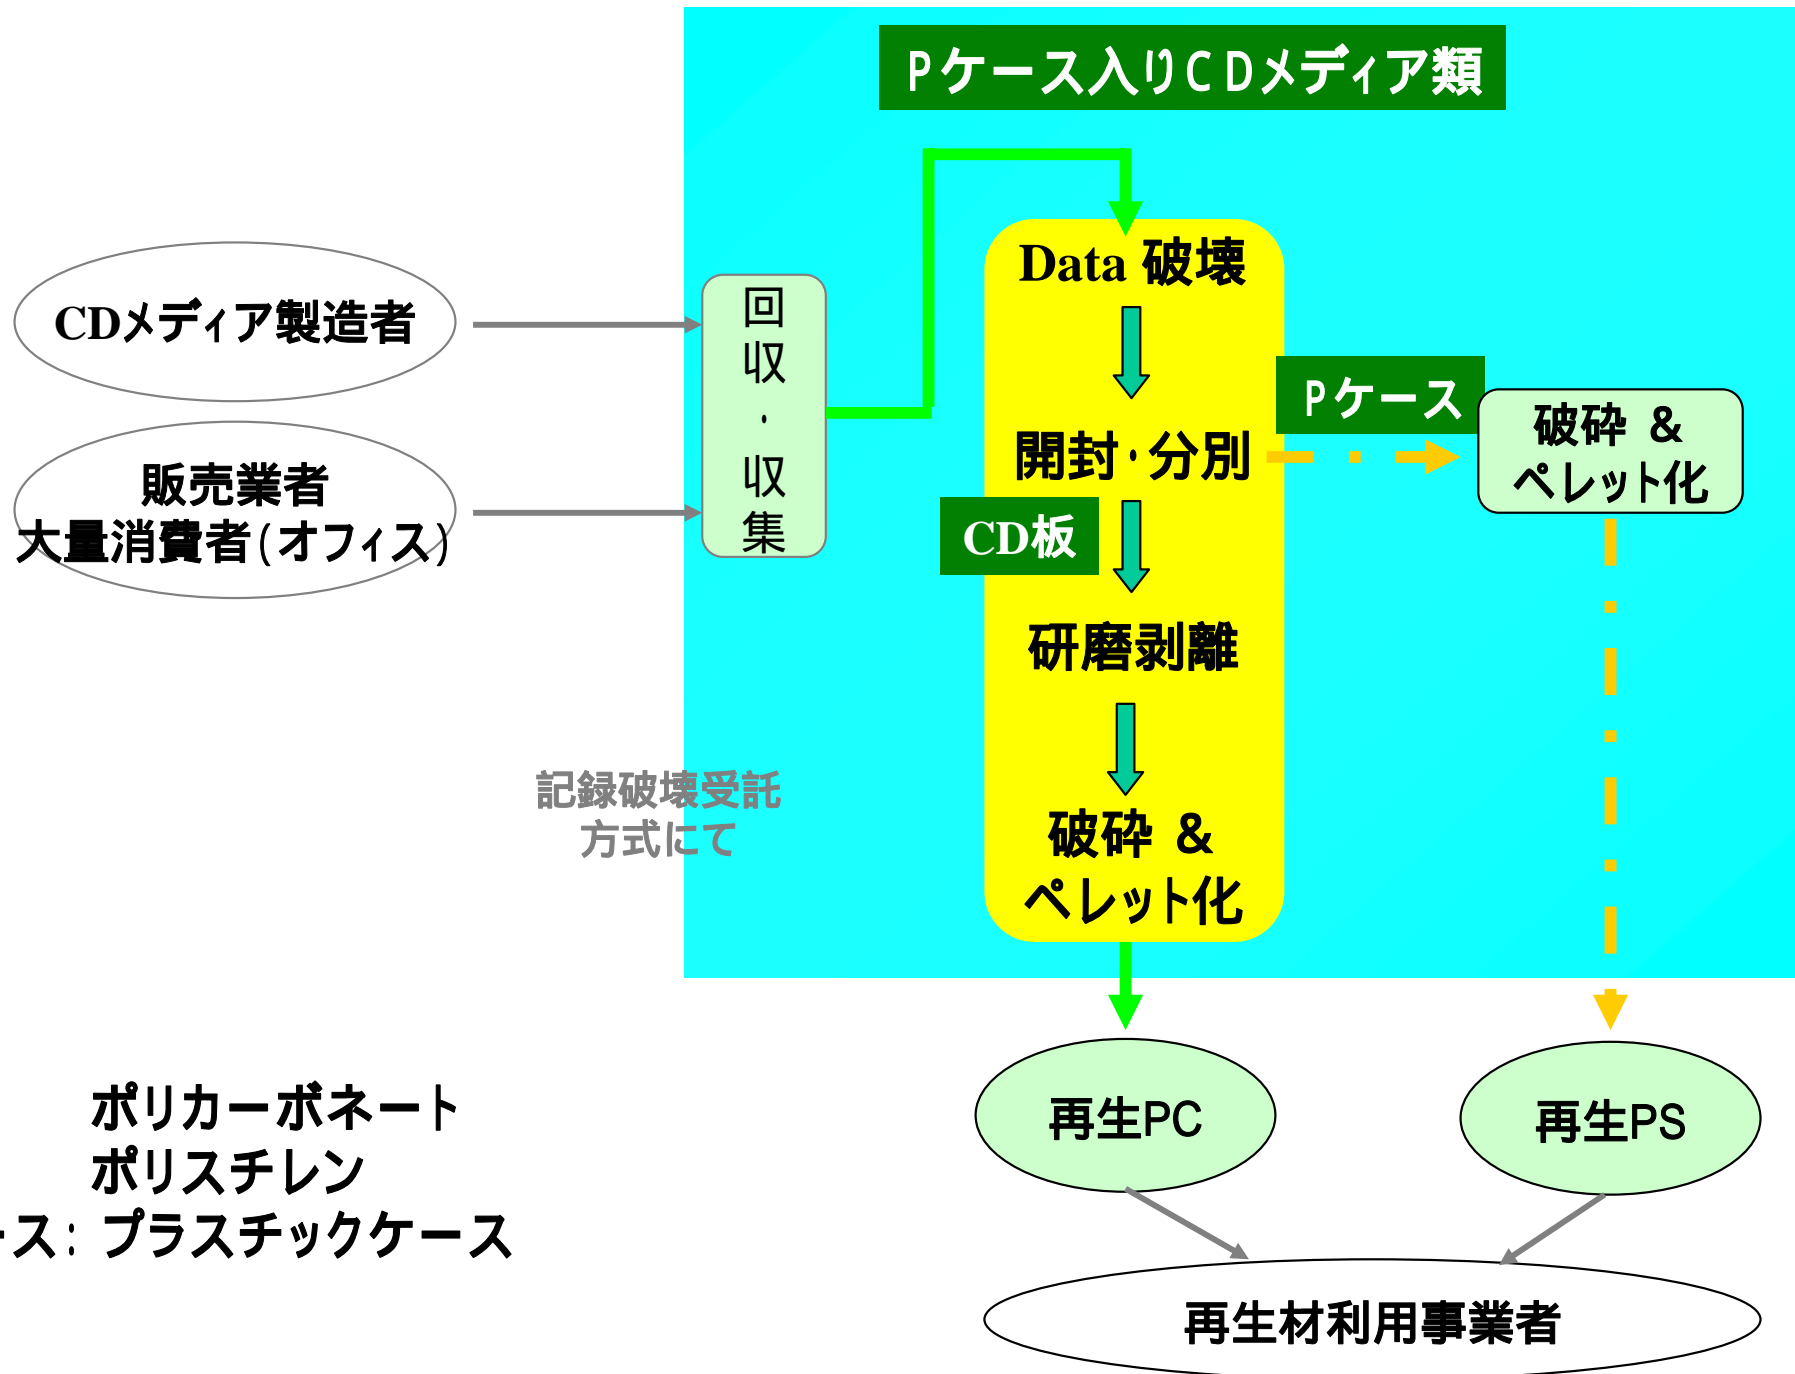 Pケース入りCDメディア類
CDメディア製造者
販売業者
大量消費者(オフィス)
回
収
・
収
集
Data 破壊
開封・分別
Pケース
破砕 &
ペレット化
CD板
研磨剥離
破砕 &
ペレット化
記録破壊受託
方式にて
再生PC
再生PS
再生材利用事業者
ポリカーボネート
ポリスチレン
ース: プラスチックケース